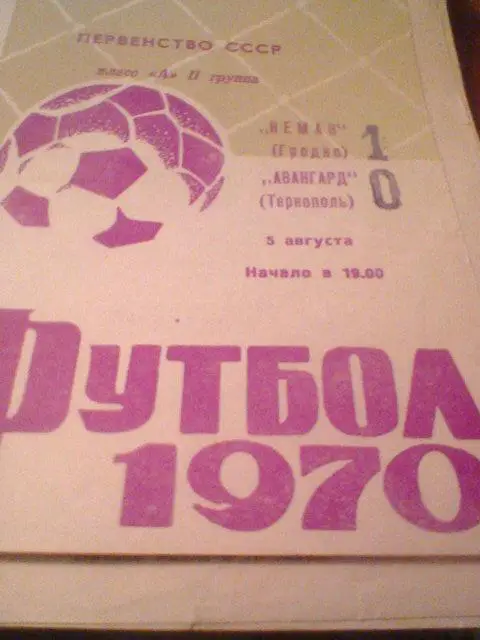 ПЕРВЕНСТВО СССР
класс «А» II группа
„НЕМАН" 1
(Гродно)
„АВАНГАРД" 0
(Тернополь)
5 августа
Начало в 19.00
ФУТБОЛ
1970